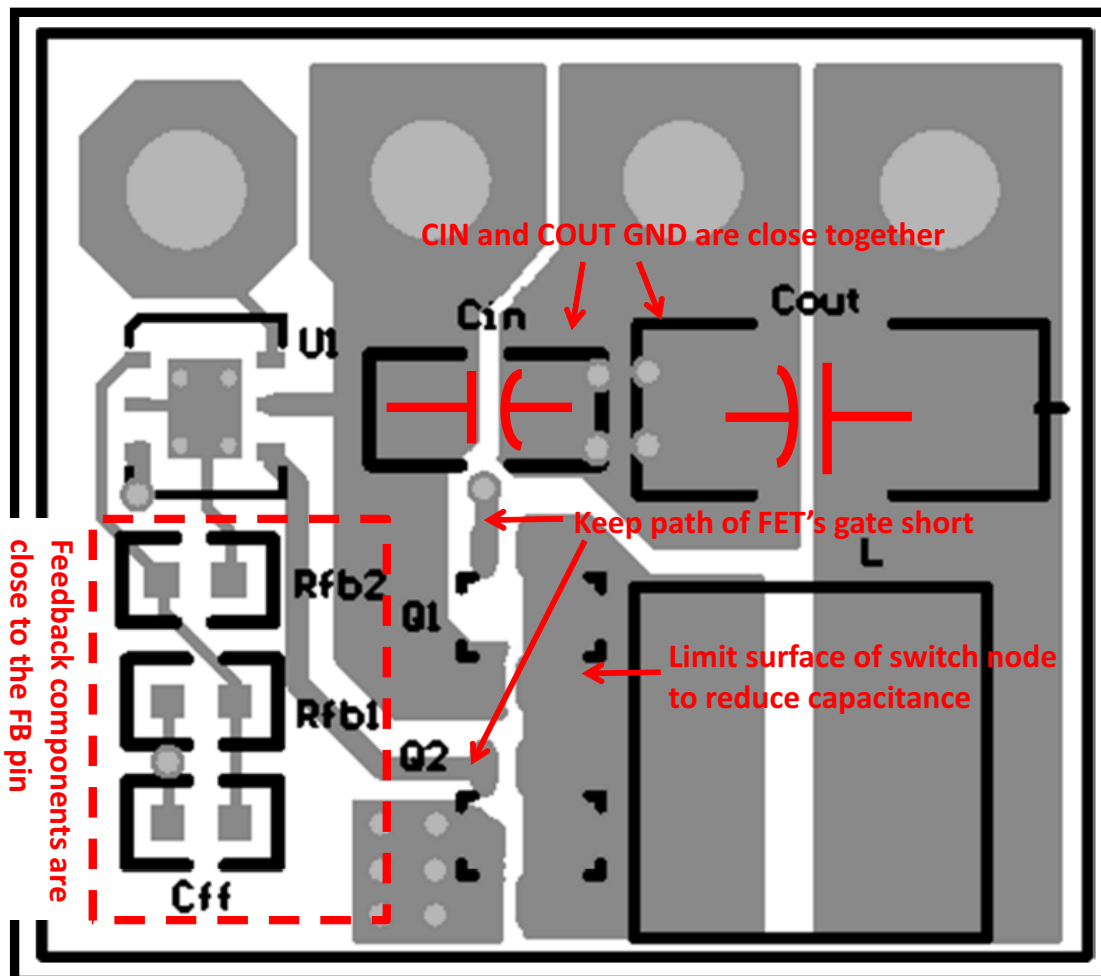 CIN and COUT GND are close together
Cin
Cout
U1
Keep path of FET's gate short
L
Feedback components are
close to the FB pin
Rfb2
Q1
Limit surface of switch node
to reduce capacitance
Rfb1
Q2
Cff